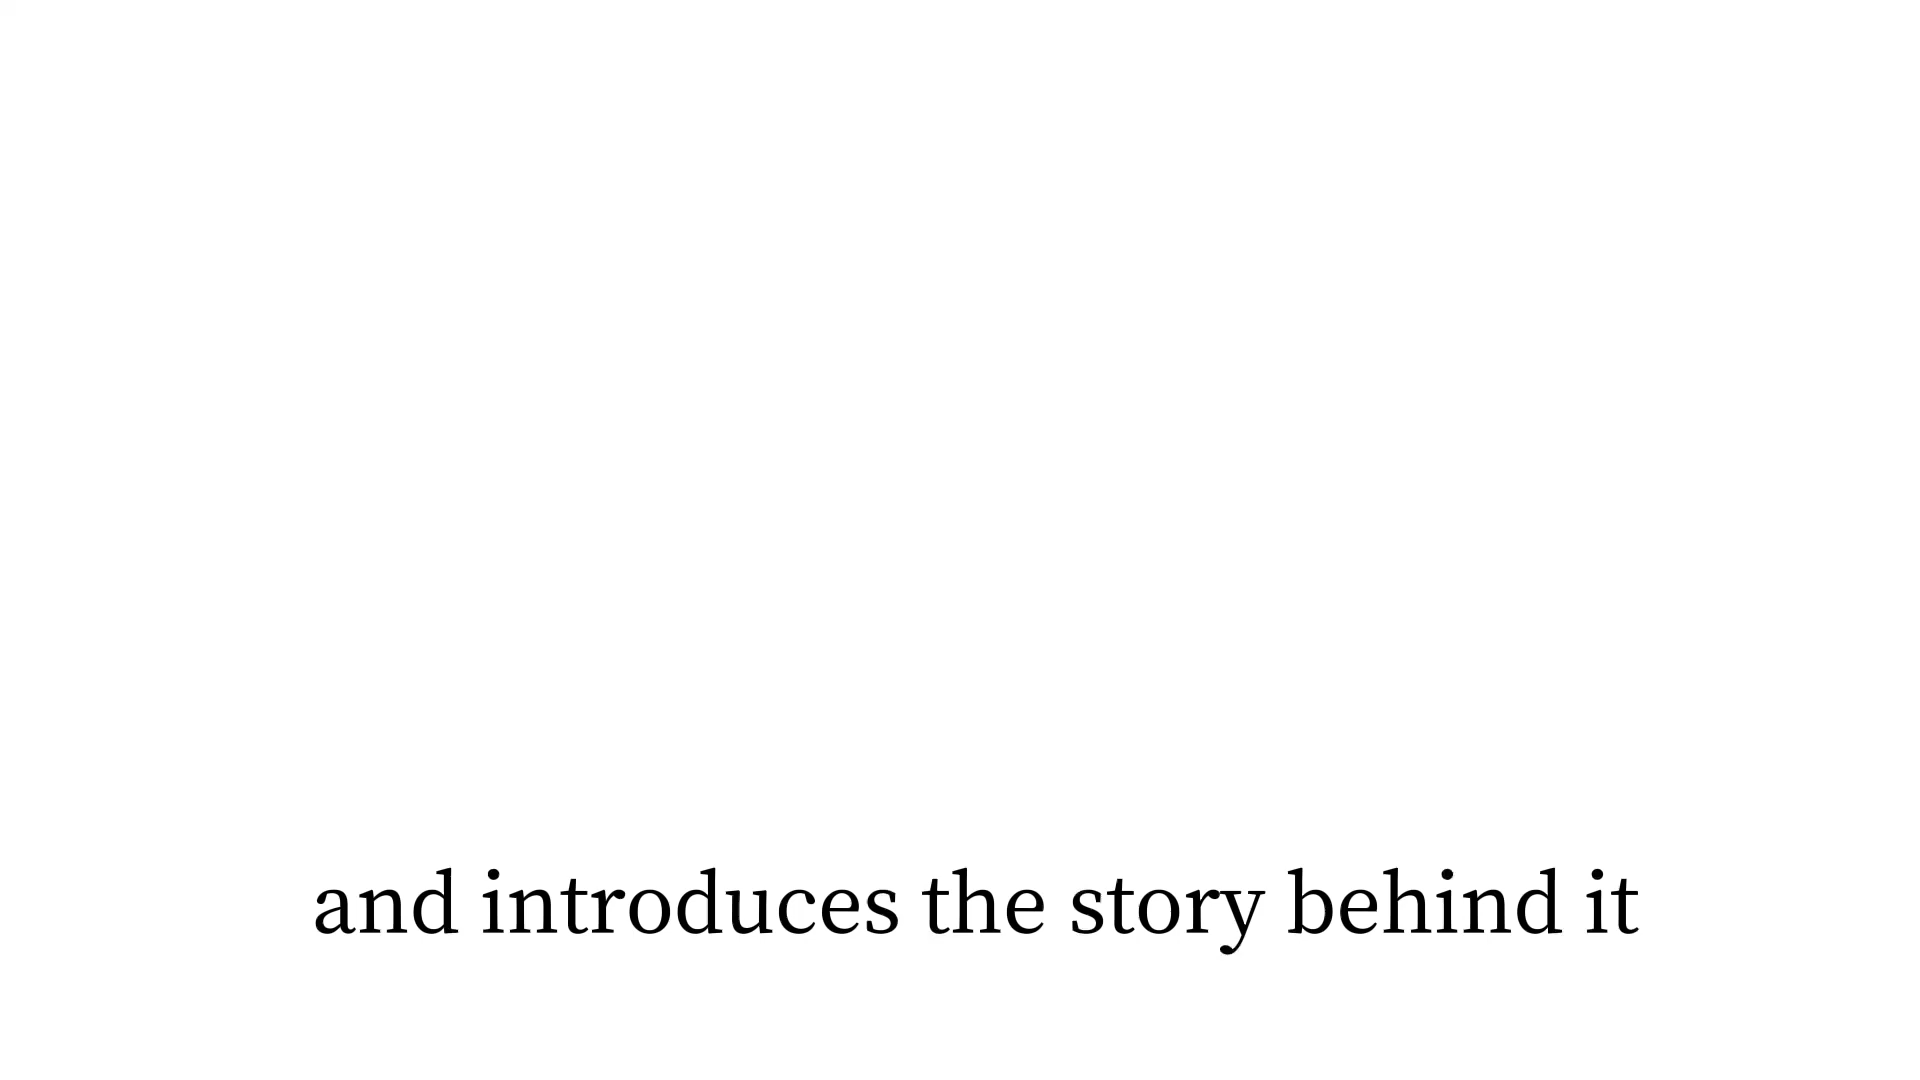 and introduces the story behind it